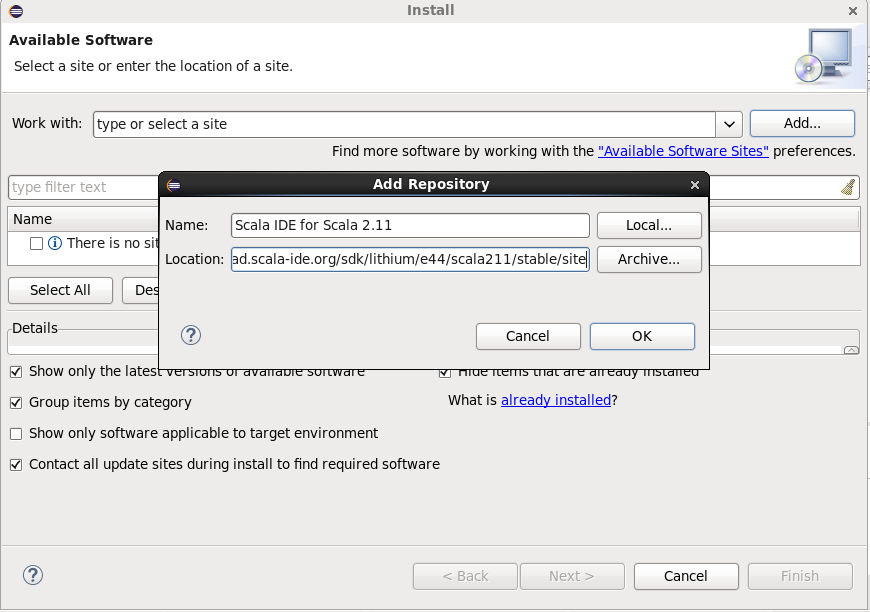 Install
Available Software
Select a site or enter the location of a site.
Work with: type or select a site Add...
Find more software by working with the "Available Software Sites" preferences.
type filter text
Name
There is no sit
Select All Des
Details
Add Repository
Name: Scala IDE for Scala 2.11 Local...
Location: ad.scala-ide.org/sdk/lithium/e44/scala211/stable/site Archive...
Cancel OK
Show only the latest versions of available software Hide items that are already installed
Group items by category What is already installed?
Show only software applicable to target environment
Contact all update sites during install to find required software
< Back Next > Cancel Finish